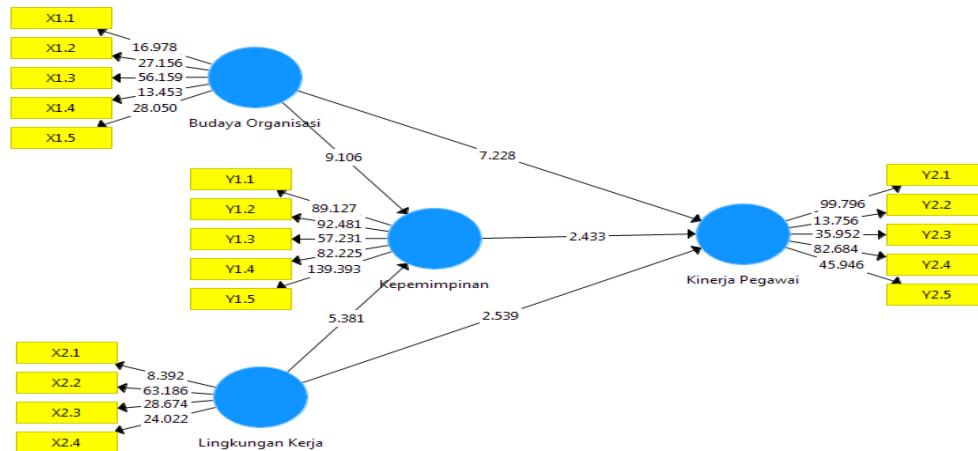 X1.1
X1.2
X1.3
X1.4
X1.5
16.978
27.156
56.159
13.453
28.050
Budaya Organisasi
9.106
7.228
Y1.1
Y1.2
Y1.3
Y1.4
Y1.5
89.127
92.481
57.231
82.225
139.393
Kepemimpinan
2.433
5.381
2.539
X2.1
X2.2
X2.3
X2.4
8.392
63.186
28.674
24.022
Lingkungan Kerja
Kinerja Pegawai
99.796
13.756
35.952
82.684
45.946
Y2.1
Y2.2
Y2.3
Y2.4
Y2.5